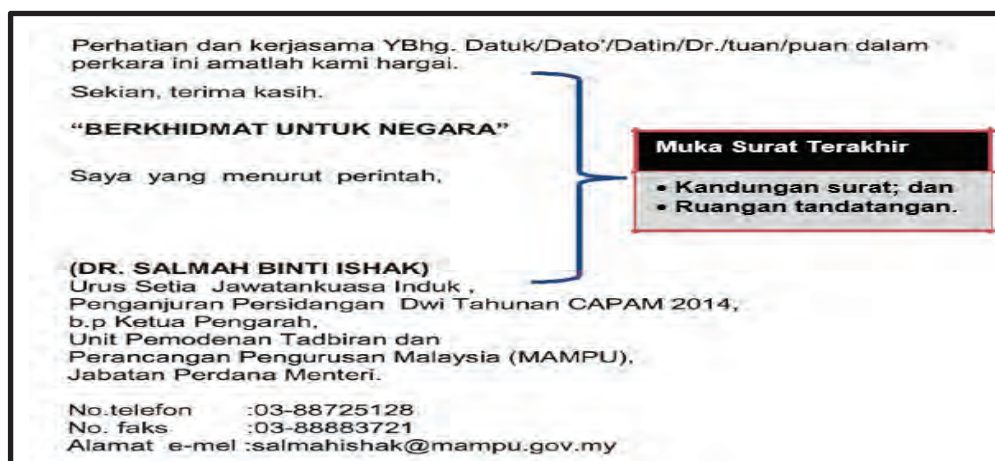 Perhatian dan kerjasama YBhg. Datuk/Dato'/Datin/Dr./tuan/puan dalam
perkara ini amatlah kami hargai.
Sekian, terima kasih.
“BERKHIDMAT UNTUK NEGARA”
Saya yang menurut perintah,
(DR. SALMAH BINTI ISHAK)
Urus Setia Jawatankuasa Induk ,
Penganjuran Persidangan Dwi Tahunan CAPAM 2014,
b.p Ketua Pengarah,
Unit Pemodenan Tadbiran dan
Perancangan Pengurusan Malaysia (MAMPU),
Jabatan Perdana Menteri.
No.telefon :03-88725128
No. faks :03-88883721
Alamat e-mel :salmahishak@mampu.gov.my
Muka Surat Terakhir
• Kandungan surat; dan
• Ruangan tandatangan.